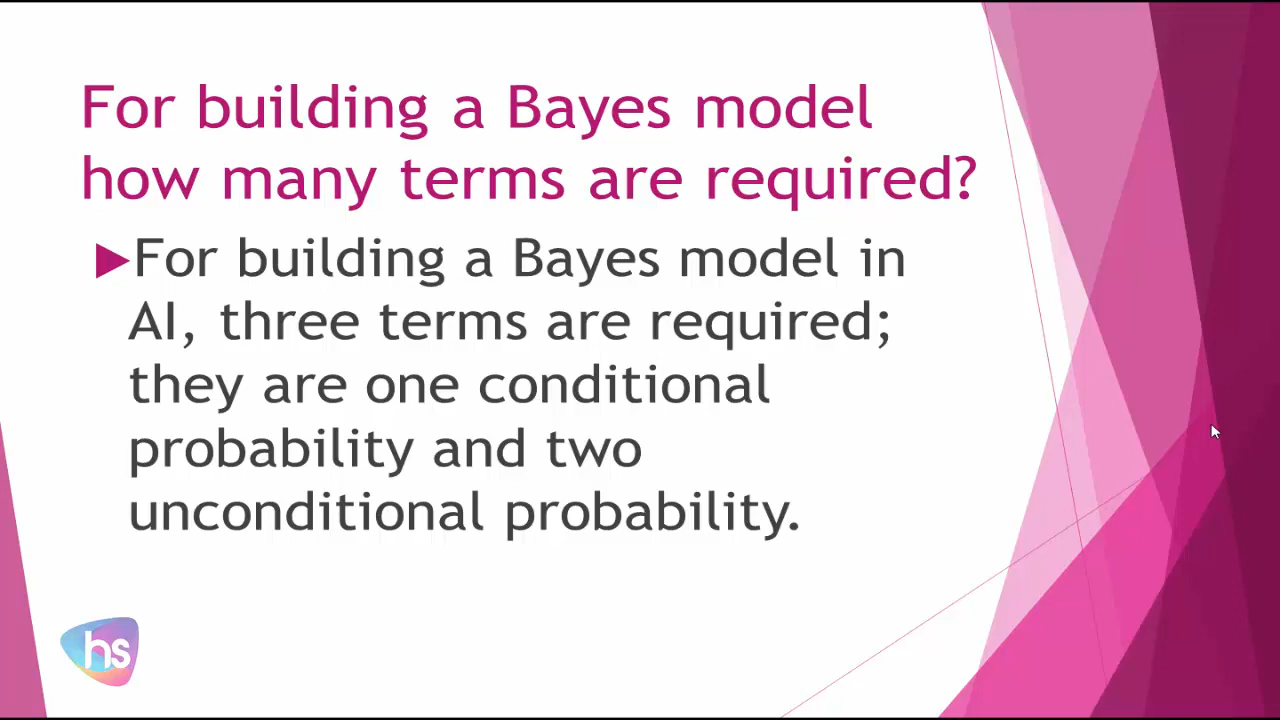 For building a Bayes model
how many terms are required?
For building a Bayes model in
AI, three terms are required;
they are one conditional
probability and two
unconditional probability.
hs